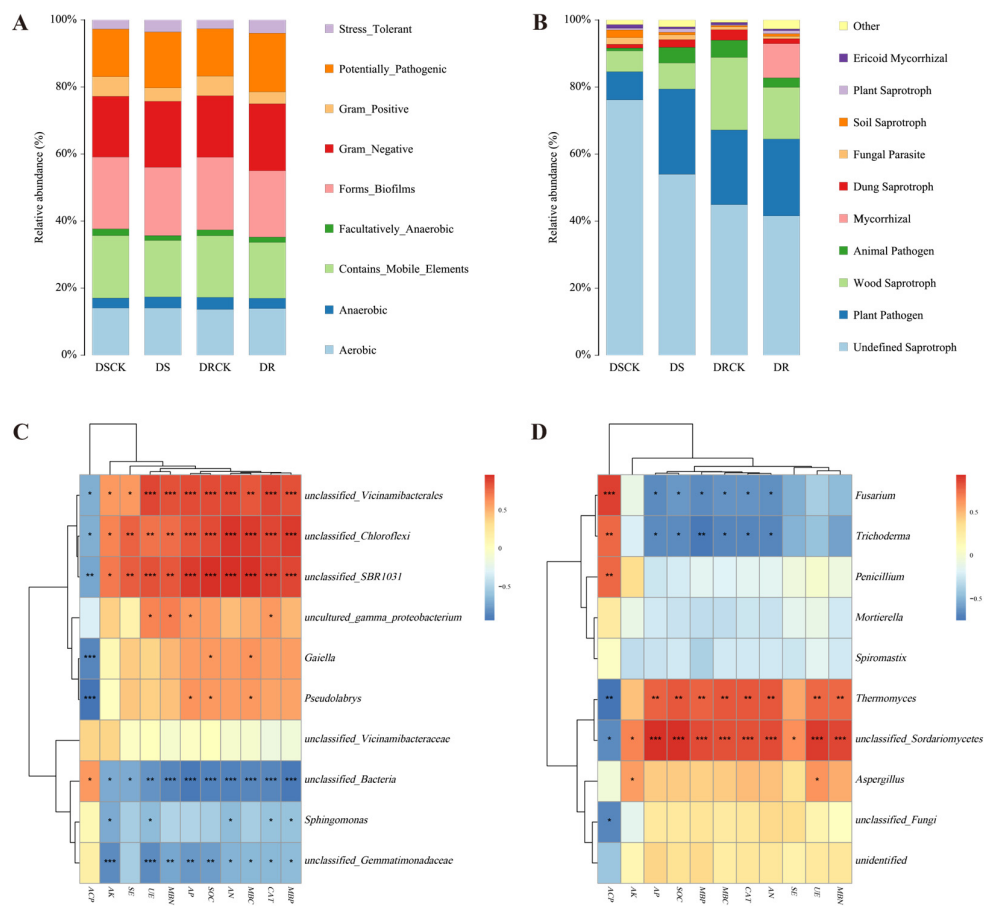 A
Relative abundance (%)
100%
80%
60%
40%
20%
0%
DSCK DS DRCK DR
Stress_Tolerant
Potentially_Pathogenic
Gram_Positive
Gram_Negative
Forms_Biofilms
Facultatively_Anaerobic
Contains_Mobile_Elements
Anaerobic
Aerobic
B
Relative abundance (%)
100%
80%
60%
40%
20%
0%
DSCK DS DRCK DR
Other
Ericoid Mycorrhizal
Plant Saprotroph
Soil Saprotroph
Fungal Parasite
Dung Saprotroph
Mycorrhizal
Animal Pathogen
Wood Saprotroph
Plant Pathogen
Undefined Saprotroph
C
* * * *** *** *** *** *** ** *** *** unclassified_Vicinamibacterales
* * ** ** ** *** *** *** *** *** *** unclassified_Chloroflexi
** * ** *** ** *** *** *** *** *** *** unclassified_SBR1031
* * * * uncultured_gamma_proteobacterium
*** * * Gaiella
*** * * * Pseudolabrys
unclassified_Vicinamibacteraceae
* * * ** *** *** *** *** *** *** *** unclassified_Bacteria
* * * * * Sphingomonas
*** *** ** ** ** * * * * unclassified_Gemmatimonadaceae
ACP AK SE UE MBN AP SOC AN MBC CAT MBP
0.5
0
−0.5
D
*** * * * * * * Fusarium
** * * ** * * * Trichoderma
** Penicillium
Mortierella
Spiromastix
** ** ** ** ** ** ** ** ** Thermomyces
* * *** *** *** *** *** *** * *** *** unclassified_Sordariomycetes
* * Aspergillus
* unclassified_Fungi
unidentified
ACP AK AP SOC MBP MBC CAT AN SE UE MBN
0.5
0
−0.5